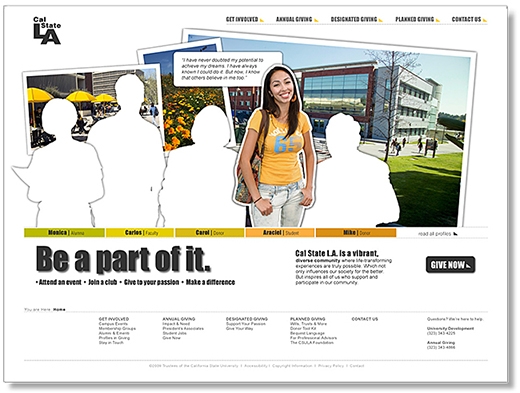 Cal
State
LA
GET INVOLVED
ANNUAL GIVING
DESIGNATED GIVING
PLANNED GIVING
CONTACT US
"I have never doubted my potential to
achieve my dreams. I have always
known I could do it. But now, I know
that others believe in me too."
Monica | Alumna
Carlos | Faculty
Carol | Donor
Araciel | Student
Mike | Donor
read all profiles
Be a part of it.
• Attend an event • Join a club • Give to your passion • Make a difference
Cal State L.A. is a vibrant,
diverse community where life-transforming
experiences are truly possible. Which not
only influences our society for the better.
But inspires all of us who support and
participate in our community.
GIVE NOW
You are here: Home
GET INVOLVED
Campus Events
Membership Groups
Alumni & Emeriti
Profiles in Giving
Stay in Touch
ANNUAL GIVING
Impact & Need
President's Associates
Student Jobs
Give Now
DESIGNATED GIVING
Support Your Passion
Give Your Way
PLANNED GIVING
Wills, Trusts & More
Donor Tool Kit
Bequest Language
For Professional Advisors
The CSULA Foundation
CONTACT US
Questions? We're here to help.
University Development
(323) 343-4225
Annual Giving
(323) 343-4866
©2009 Trustees of the California State University | Accessibility | Copyright Information | Privacy Policy | Contact